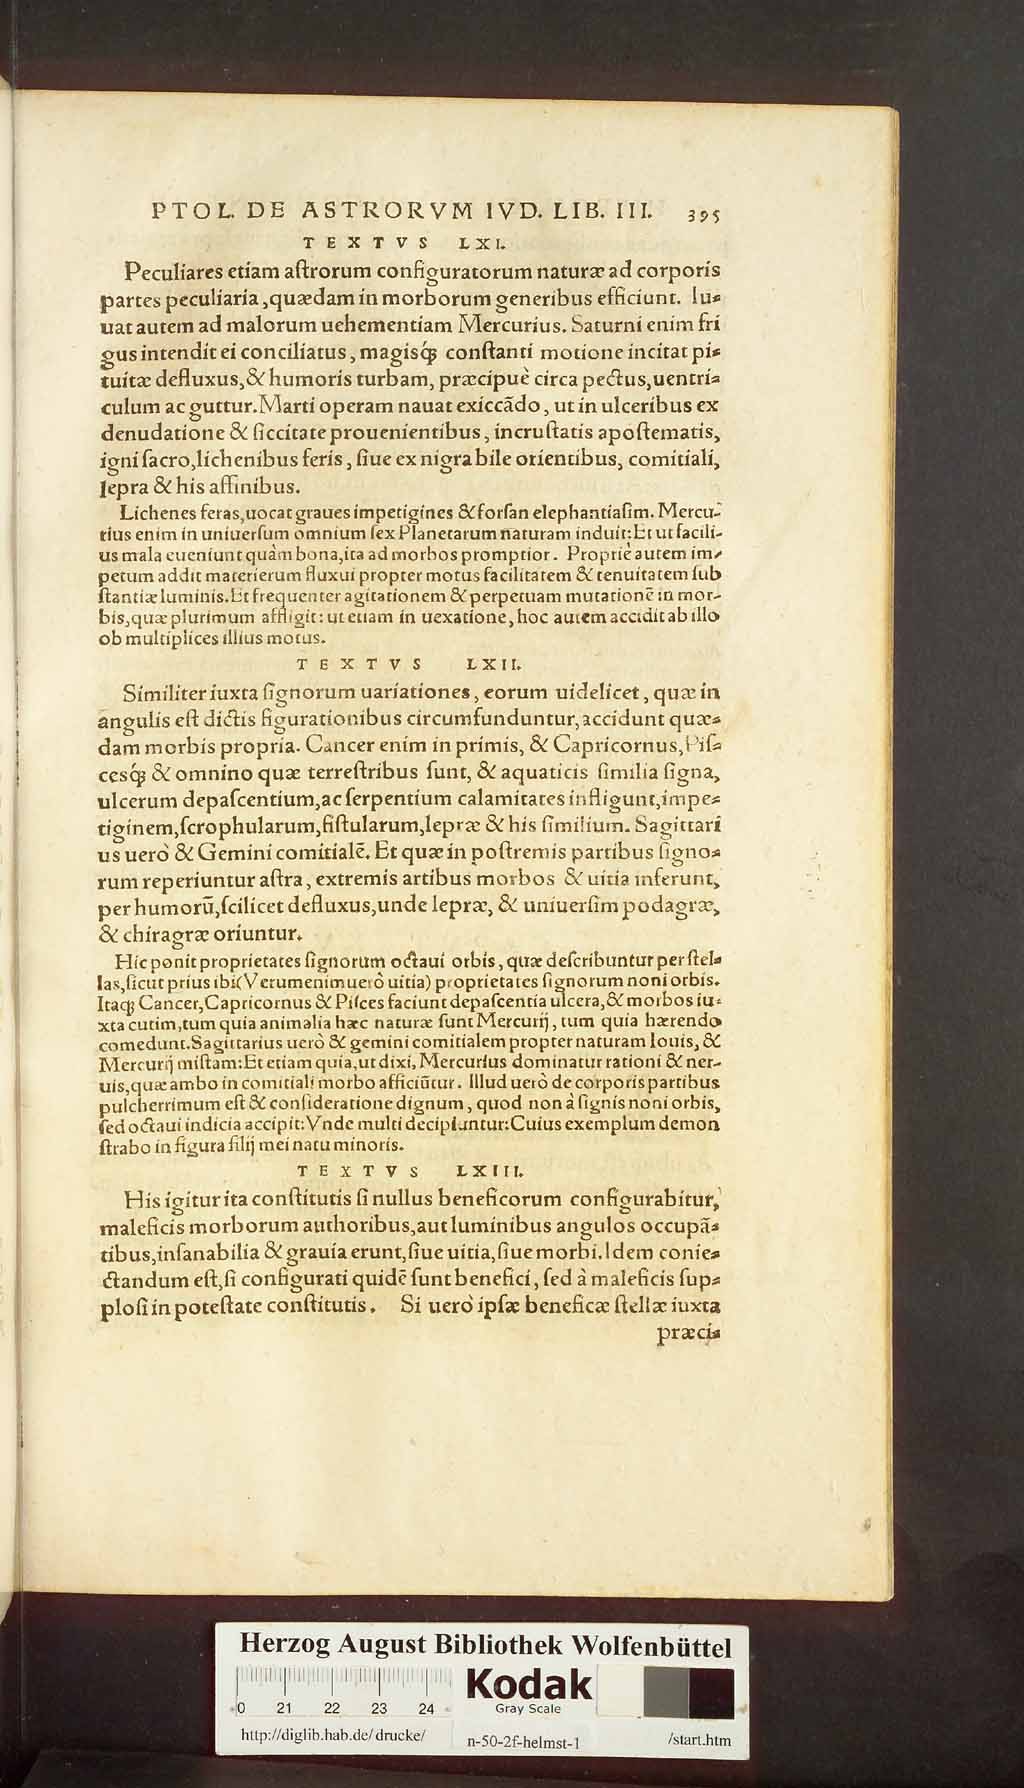 PTOL. DE ASTRORVM IVD. LIB. III. 395
TEXTVS LXI.
Peculiares etiam aſtrorum configuratorum naturæ ad corporis
partes peculiaria, quædam in morborum generibus efficiunt. Iu⸗
uat autem ad malorum uehementiam Mercurius. Saturni enim fri
gus intendit ei conciliatus, magisq́ꝫ conſtanti motione incitat pi⸗
tuitæ defluxus, & humoris turbam, præcipuè circa pectus, uentri⸗
culum ac guttur. Marti operam nauat exiccãdo, ut in ulceribus ex
denudatione & ſiccitate prouenientibus, incruſtatis apoſtematis,
igni ſacro, lichenibus feris, ſiue ex nigra bile orientibus, comitiali,
lepra & his affinibus.
Lichenes feras, uocat graues impetigines & forſan elephantiaſim. Mercu-
rius enim in uniuerſum omnium ſex Planetarum naturam induit: Et ut facili-
us mala eueniunt quàm bona, ita ad morbos promptior. Propriè autem im-
petum addit materierum fluxui propter motus facilitatem & tenuitatem ſub
ſtantiæ luminis. Et frequenter agitationem & perpetuam mutationẽ in mor-
bis, quæ plurimum affligit: ut etiam in uexatione, hoc autem accidit ab illo
ob multiplices illius motus.
TEXTVS LXII.
Similiter iuxta ſignorum uariationes, eorum uidelicet, quæ in
angulis eſt dictis figurationibus circumfunduntur, accidunt quæ⸗
dam morbis propria. Cancer enim in primis, & Capricornus, Piſ⸗
cesq́ꝫ & omnino quæ terreſtribus ſunt, & aquaticis ſimilia ſigna,
ulcerum depaſcentium, ac ſerpentium calamitates infligunt, impe⸗
tiginem, ſcrophularum, fiſtularum, lepræ & his ſimilium. Sagittari
us uerò & Gemini comitialẽ. Et quæ in poſtremis partibus ſigno⸗
rum reperiuntur aſtra, extremis artibus morbos & uitia inferunt,
per humorũ, ſcilicet defluxus, unde lepræ, & uniuerſim podagræ,
& chiragræ oriuntur.
Hic ponit proprietates ſignorum octaui orbis, quæ deſcribuntur per ſtel⸗
las, ſicut prius ibi (Verumenimuerò uitia) proprietates ſignorum noni orbis.
Itaqꝫ Cancer, Capricornus & Piſces faciunt depaſcentia ulcera, & morbos iu⸗
xta cutim, tum quia animalia hæc naturæ ſunt Mercurij, tum quia hærendo
comedunt. Sagittarius uerò & gemini comitialem propter naturam Iouis, &
Mercurij miſtam: Et etiam quia, ut dixi, Mercurius dominatur rationi & ner-
uis, quæ ambo in comitiali morbo afficiũtur. Illud uerò de corporis partibus
pulcherrimum eſt & conſideratione dignum, quod non à ſignis noni orbis,
ſed octaui indicia accipit: Vnde multi decipiuntur: Cuius exemplum demon
ſtrabo in figura filij mei natu minoris.
TEXTVS LXIII.
His igitur ita conſtitutis ſi nullus beneficorum configurabitur,
maleficis morborum authoribus, aut luminibus angulos occupã⸗
tibus, inſanabilia & grauia erunt, ſiue uitia, ſiue morbi. Idem conie⸗
ctandum eſt, ſi configurati quidẽ ſunt benefici, ſed à maleficis ſup⸗
ploſi in poteſtate conſtitutis. Si uerò ipſæ beneficæ ſtellæ iuxta
præci⸗
Herzog August Bibliothek Wolfenbüttel
0 21 22 23 24
Kodak
Gray Scale
http://diglib.hab.de/drucke/ n-50-2f-helmst-1 /start.htm